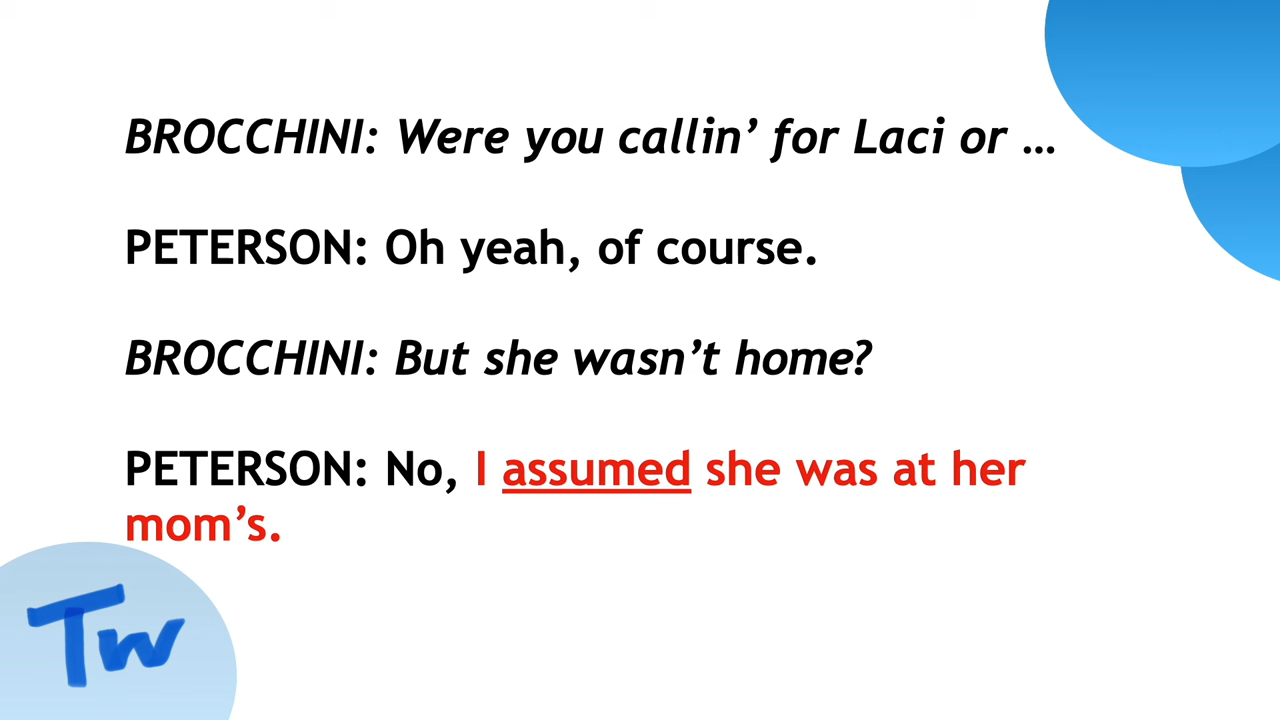 BROCCHINI: Were you callin’ for Laci or …
PETERSON: Oh yeah, of course.
BROCCHINI: But she wasn’t home?
PETERSON: No, I assumed she was at her
mom’s.
Tw